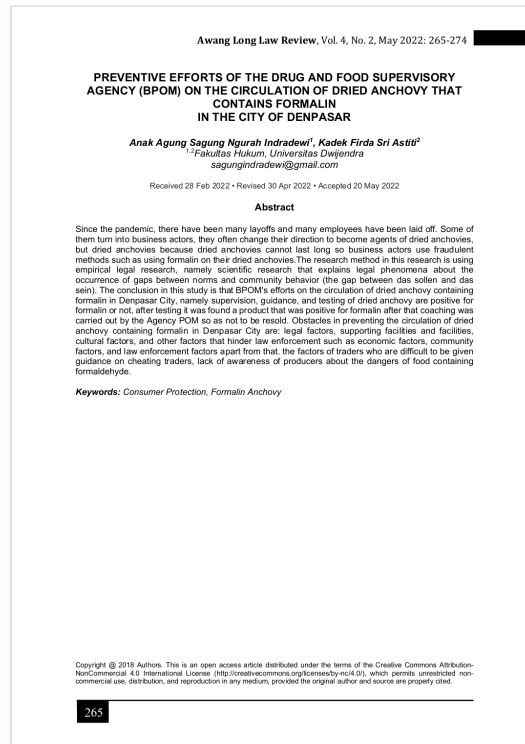 Awang Long Law Review, Vol. 4, No. 2, May 2022: 265-274
PREVENTIVE EFFORTS OF THE DRUG AND FOOD SUPERVISORY
AGENCY (BPOM) ON THE CIRCULATION OF DRIED ANCHOVY THAT
CONTAINS FORMALIN
IN THE CITY OF DENPASAR
Anak Agung Sagung Ngurah Indradewi1, Kadek Firda Sri Astiti2
1,2Fakultas Hukum, Universitas Dwijendra
sagungindradewi@gmail.com
Received 28 Feb 2022 • Revised 30 Apr 2022 • Accepted 20 May 2022
Abstract
Since the pandemic, there have been many layoffs and many employees have been laid off. Some of
them turn into business actors, they often change their direction to become agents of dried anchovies,
but dried anchovies because dried anchovies cannot last long so business actors use fraudulent
methods such as using formalin on their dried anchovies.The research method in this research is using
empirical legal research, namely scientific research that explains legal phenomena about the
occurrence of gaps between norms and community behavior (the gap between das sollen and das
sein). The conclusion in this study is that BPOM's efforts on the circulation of dried anchovy containing
formalin in Denpasar City, namely supervision, guidance, and testing of dried anchovy are positive for
formalin or not, after testing it was found a product that was positive for formalin after that coaching was
carried out by the Agency POM so as not to be resold. Obstacles in preventing the circulation of dried
anchovy containing formalin in Denpasar City are: legal factors, supporting facilities and facilities,
cultural factors, and other factors that hinder law enforcement such as economic factors, community
factors, and law enforcement factors apart from that. the factors of traders who are difficult to be given
guidance on cheating traders, lack of awareness of producers about the dangers of food containing
formaldehyde.
Keywords: Consumer Protection, Formalin Anchovy
Copyright @ 2018 Authors. This is an open access article distributed under the terms of the Creative Commons Attribution-
NonCommercial 4.0 International License (http://creativecommons.org/licenses/by-nc/4.0/), which permits unrestricted non-
commercial use, distribution, and reproduction in any medium, provided the original author and source are properly cited.
265